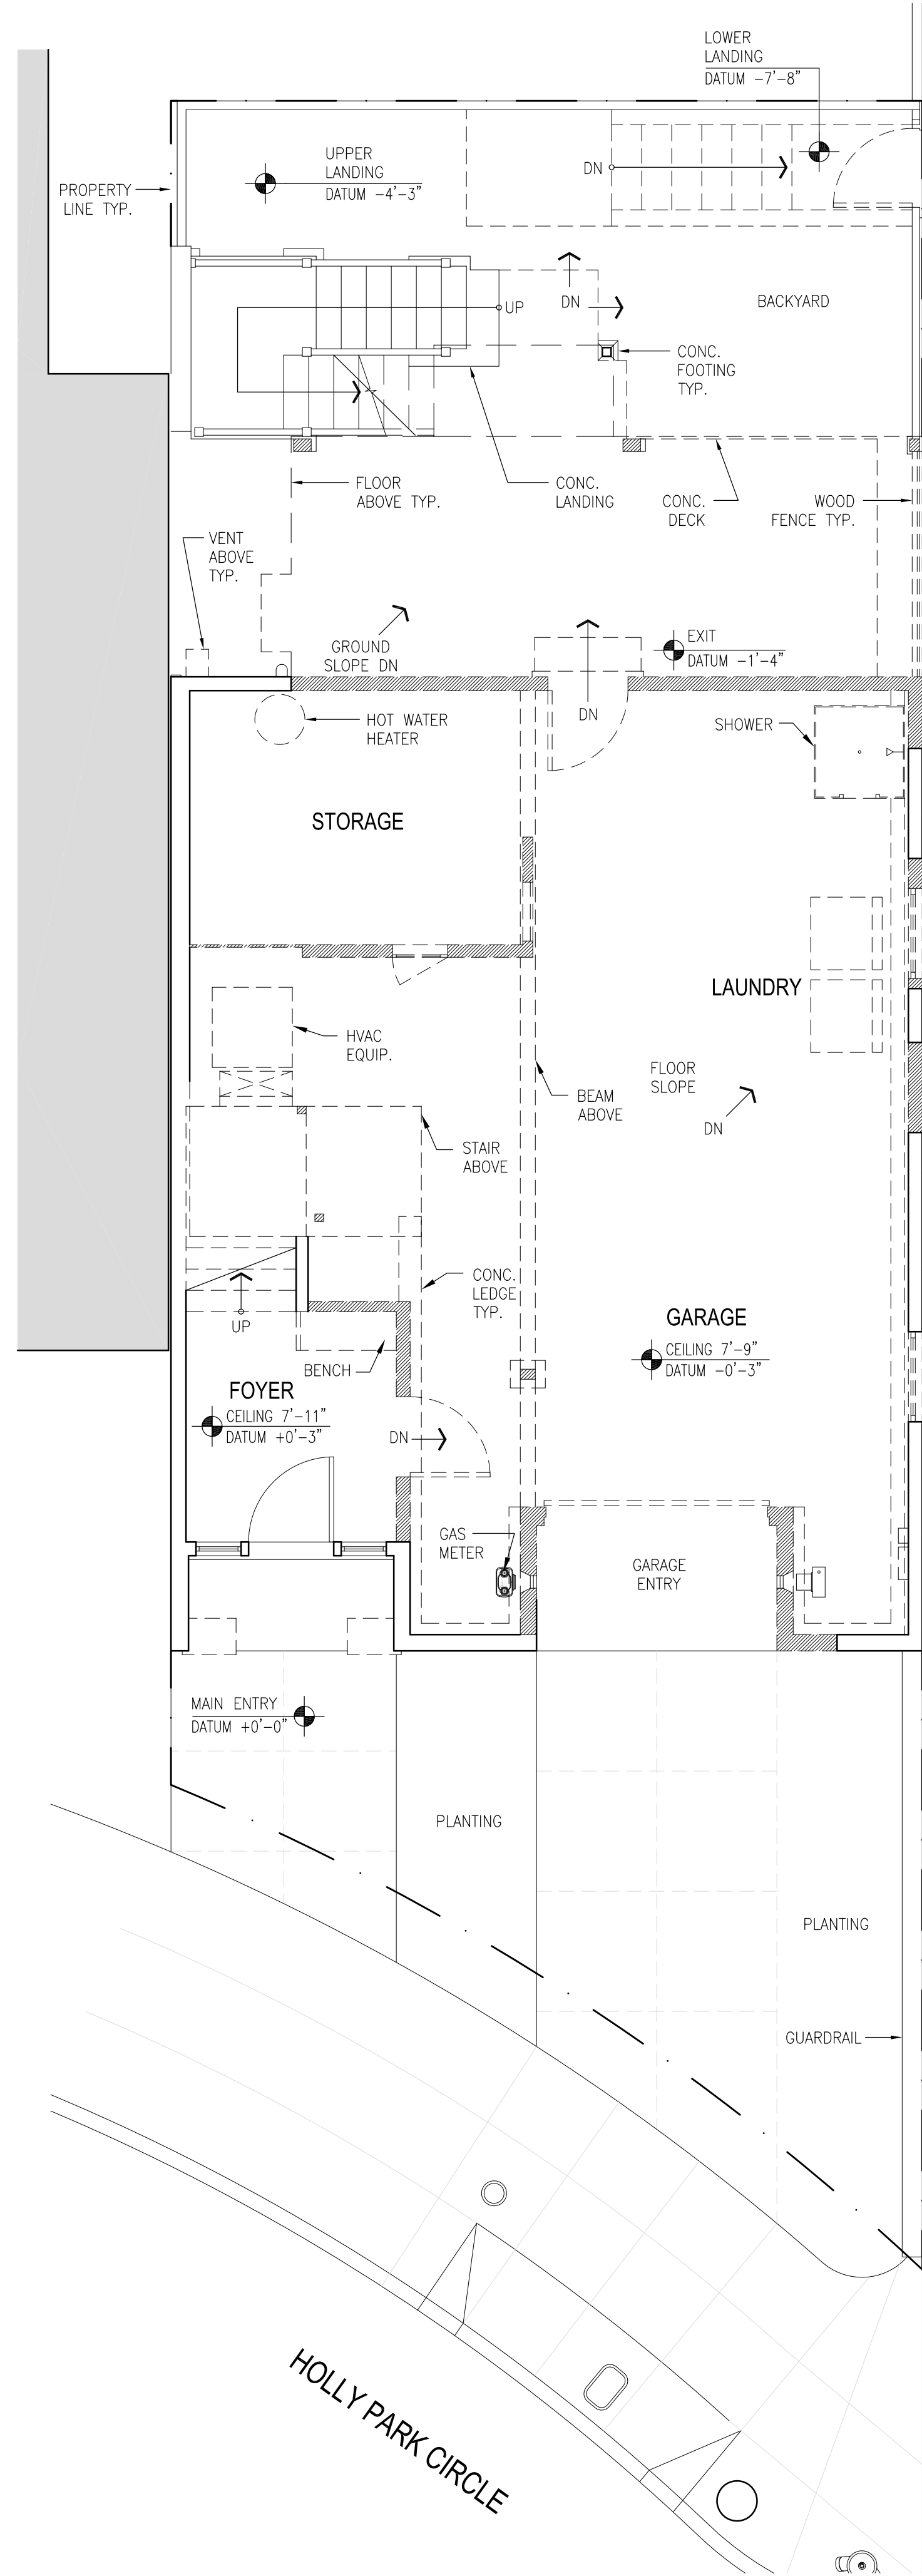 LOWER
LANDING
DATUM -7'-8"
UPPER
LANDING
DATUM -4'-3"
DN
PROPERTY
LINE TYP.
UP
DN
BACKYARD
CONC.
FOOTING
TYP.
FLOOR
ABOVE TYP.
CONC.
LANDING
CONC.
DECK
WOOD
FENCE TYP.
VENT
ABOVE
TYP.
GROUND
SLOPE DN
EXIT
DATUM -1'-4"
HOT WATER
HEATER
DN
SHOWER
STORAGE
LAUNDRY
HVAC
EQUIP.
BEAM
ABOVE
FLOOR
SLOPE
DN
STAIR
ABOVE
CONC.
LEDGE
TYP.
UP
GARAGE
CEILING 7'-9"
DATUM -0'-3"
BENCH
FOYER
CEILING 7'-11"
DATUM +0'-3"
DN
GAS
METER
GARAGE
ENTRY
MAIN ENTRY
DATUM +0'-0"
PLANTING
PLANTING
GUARDRAIL
HOLLY PARK CIRCLE